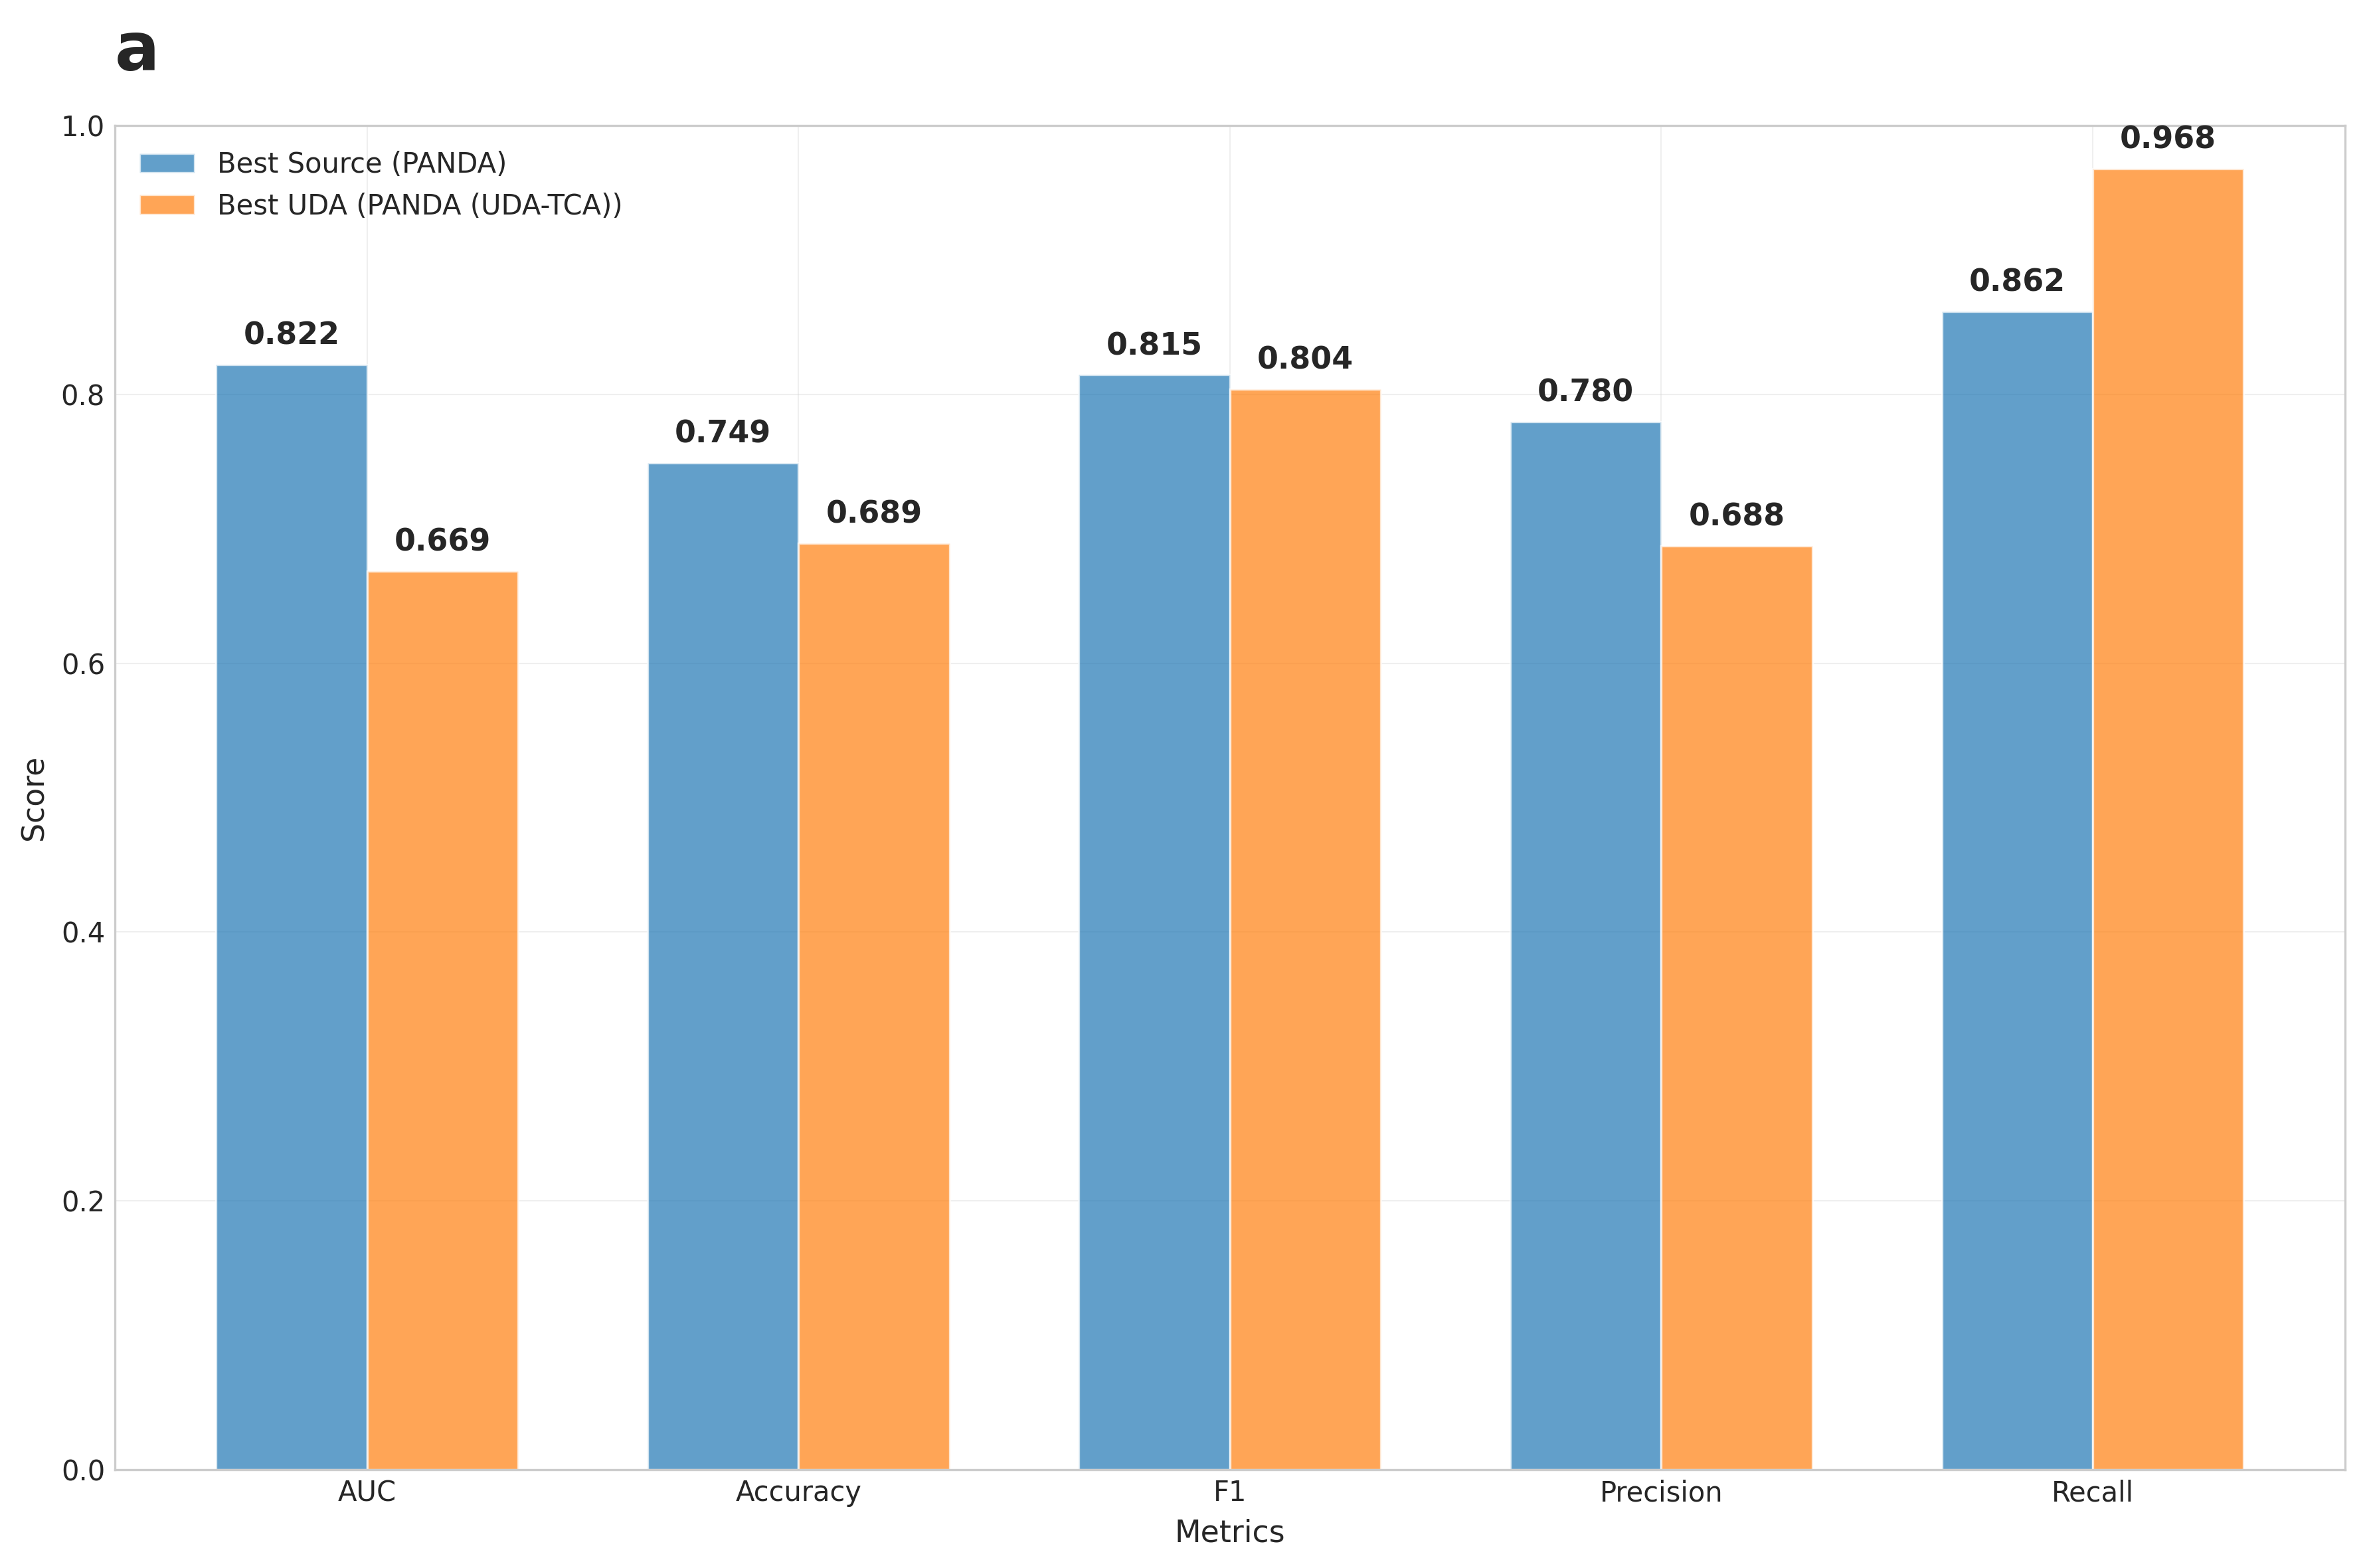 a
1.0
0.8
0.6
0.4
0.2
0.0
Score
Best Source (PANDA)
Best UDA (PANDA (UDA-TCA))
0.822
0.669
0.749
0.689
0.815
0.804
0.780
0.688
0.862
0.968
AUC
Accuracy
F1
Precision
Recall
Metrics